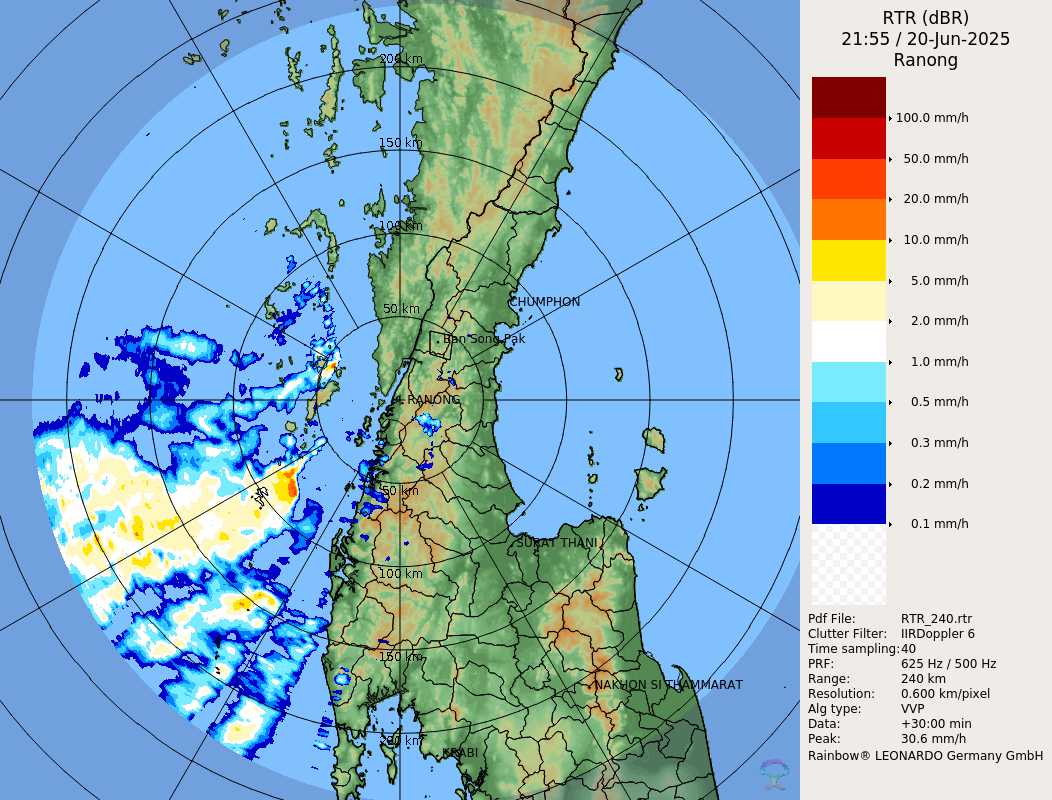 RTR (dBR)
21:55 / 20-Jun-2025
Ranong
100.0 mm/h
50.0 mm/h
20.0 mm/h
10.0 mm/h
5.0 mm/h
2.0 mm/h
1.0 mm/h
0.5 mm/h
0.3 mm/h
0.2 mm/h
0.1 mm/h
Pdf File: RTR_240.rtr
Clutter Filter: IIRDoppler 6
Time sampling:40
PRF: 625 Hz / 500 Hz
Range: 240 km
Resolution: 0.600 km/pixel
Alg type: VVP
Data: +30:00 min
Peak: 30.6 mm/h
Rainbow® LEONARDO Germany GmbH
200 km
150 km
100 km
CHUMPHON
50 km
Ban Song Pak
RANONG
50 km
SURAT THANI
100 km
150 km
NAKHON SI THAMMARAT
200 km
KRABI